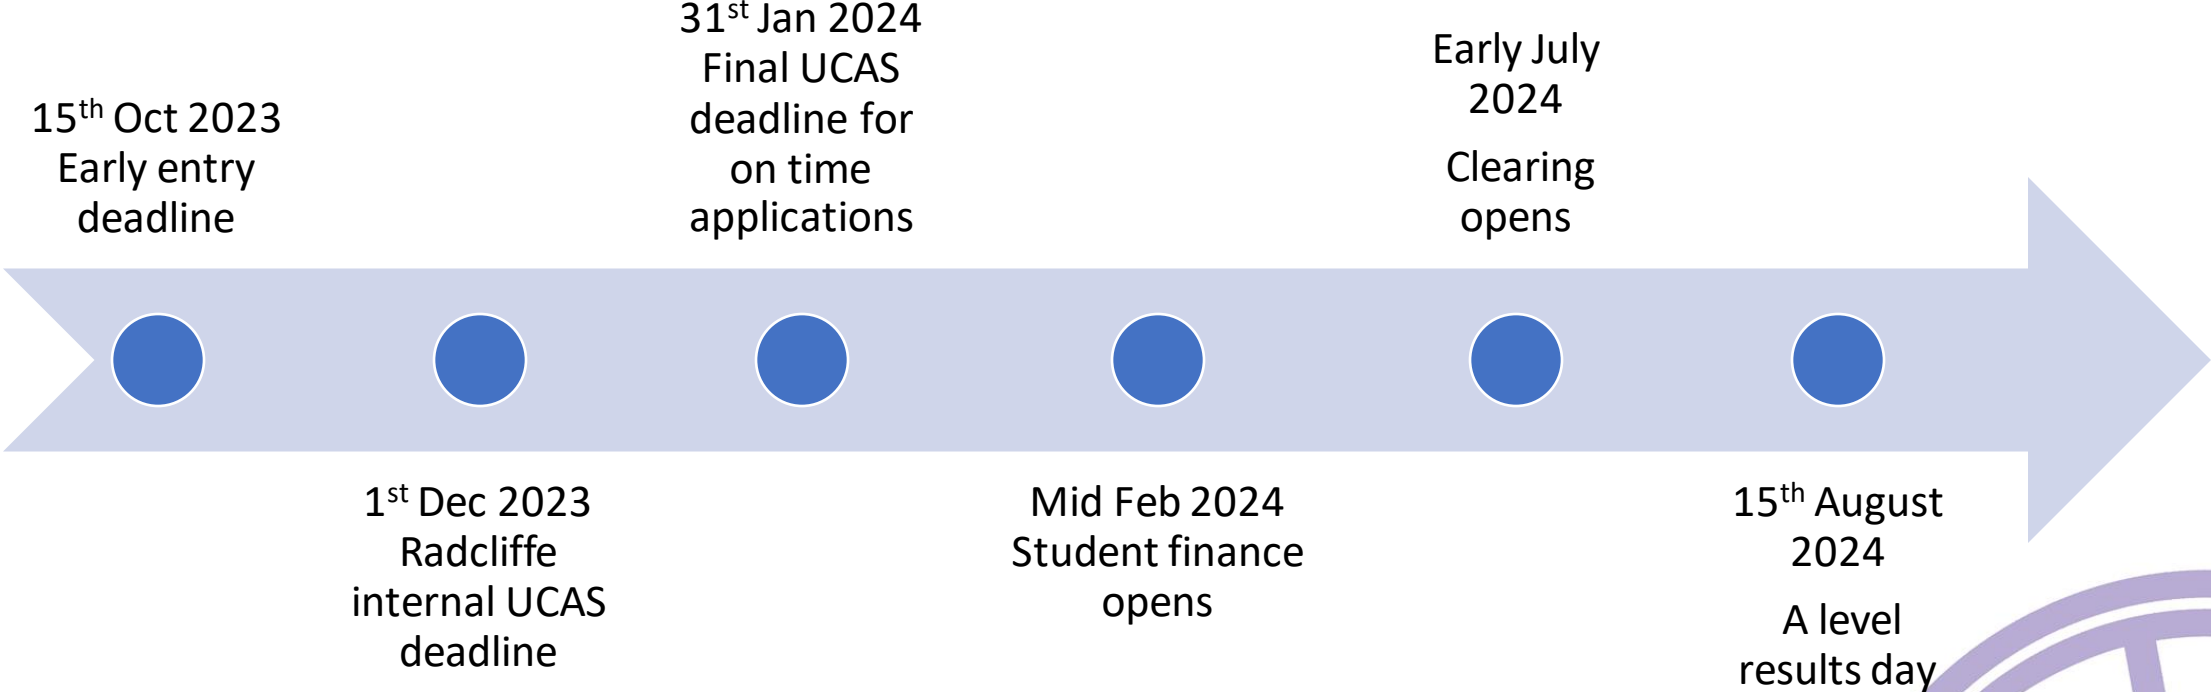 15th Oct 2023
Early entry
deadline
1st Dec 2023
Radcliffe
internal UCAS
deadline
31st Jan 2024
Final UCAS
deadline for
on time
applications
Mid Feb 2024
Student finance
opens
Early July
2024
Clearing
opens
15th August
2024
A level
results day